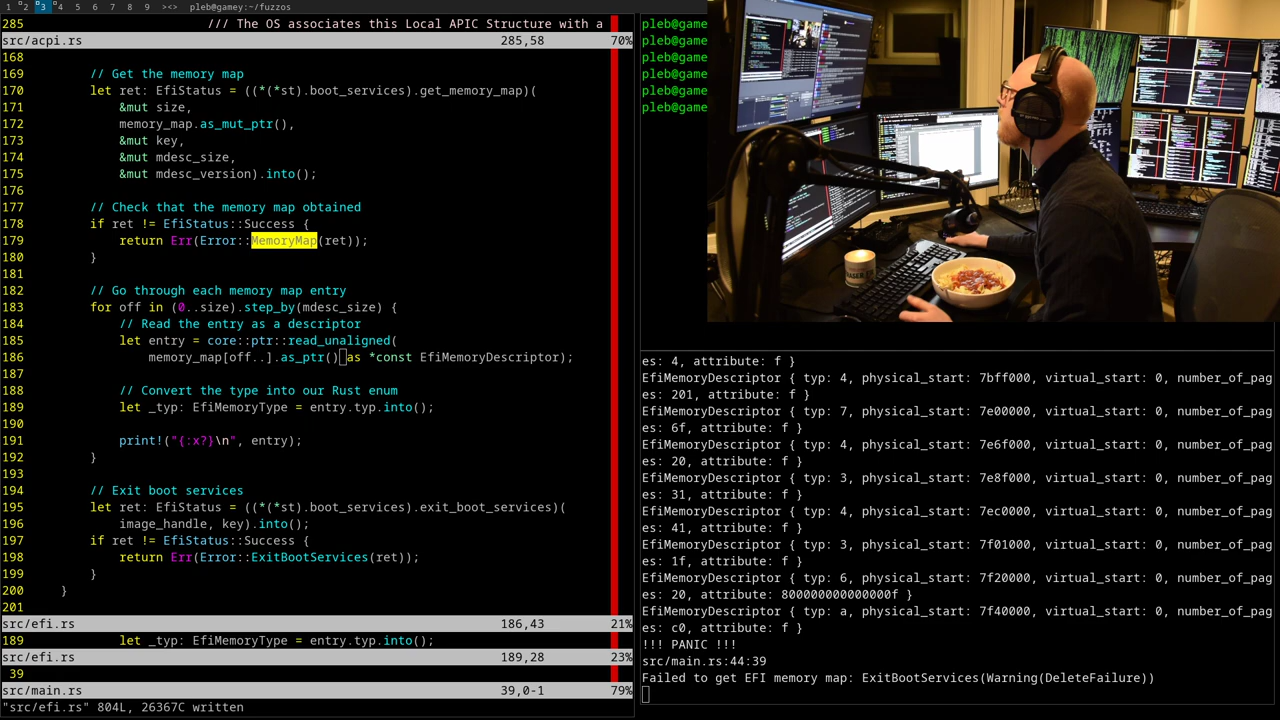 1 2 3 4 5 6 7 8 9 ><> pleb@gamey:~/fuzzos
285 /// The OS associates this Local APIC Structure with a
src/acpi.rs 285,58 70%
168
169 // Get the memory map
170 let ret: EfiStatus = ((*(*st).boot_services).get_memory_map)(
171 &mut size,
172 memory_map.as_mut_ptr(),
173 &mut key,
174 &mut mdesc_size,
175 &mut mdesc_version).into();
176
177 // Check that the memory map obtained
178 if ret != EfiStatus::Success {
179 return Err(Error::MemoryMap(ret));
180 }
181
182 // Go through each memory map entry
183 for off in (0..size).step_by(mdesc_size) {
184 // Read the entry as a descriptor
185 let entry = core::ptr::read_unaligned(
186 memory_map[off..].as_ptr() as *const EfiMemoryDescriptor);
187
188 // Convert the type into our Rust enum
189 let _typ: EfiMemoryType = entry.typ.into();
190
191 print!("{:x?}\n", entry);
192 }
193
194 // Exit boot services
195 let ret: EfiStatus = ((*(*st).boot_services).exit_boot_services)(
196 image_handle, key).into();
197 if ret != EfiStatus::Success {
198 return Err(Error::ExitBootServices(ret));
199 }
200 }
201
src/efi.rs 186,43 21%
189 let _typ: EfiMemoryType = entry.typ.into();
src/efi.rs 189,28 23%
39
src/main.rs 39,0-1 79%
"src/efi.rs" 804L, 26367C written
pleb@game
pleb@game
pleb@game
pleb@game
pleb@game
pleb@game
es: 4, attribute: f }
EfiMemoryDescriptor { typ: 4, physical_start: 7bff000, virtual_start: 0, number_of_pag
es: 201, attribute: f }
EfiMemoryDescriptor { typ: 7, physical_start: 7e00000, virtual_start: 0, number_of_pag
es: 6f, attribute: f }
EfiMemoryDescriptor { typ: 4, physical_start: 7e6f000, virtual_start: 0, number_of_pag
es: 20, attribute: f }
EfiMemoryDescriptor { typ: 3, physical_start: 7e8f000, virtual_start: 0, number_of_pag
es: 31, attribute: f }
EfiMemoryDescriptor { typ: 4, physical_start: 7ec0000, virtual_start: 0, number_of_pag
es: 41, attribute: f }
EfiMemoryDescriptor { typ: 3, physical_start: 7f01000, virtual_start: 0, number_of_pag
es: 1f, attribute: f }
EfiMemoryDescriptor { typ: 6, physical_start: 7f20000, virtual_start: 0, number_of_pag
es: 20, attribute: 800000000000000f }
EfiMemoryDescriptor { typ: a, physical_start: 7f40000, virtual_start: 0, number_of_pag
es: c0, attribute: f }
!!! PANIC !!!
src/main.rs:44:39
Failed to get EFI memory map: ExitBootServices(Warning(DeleteFailure))